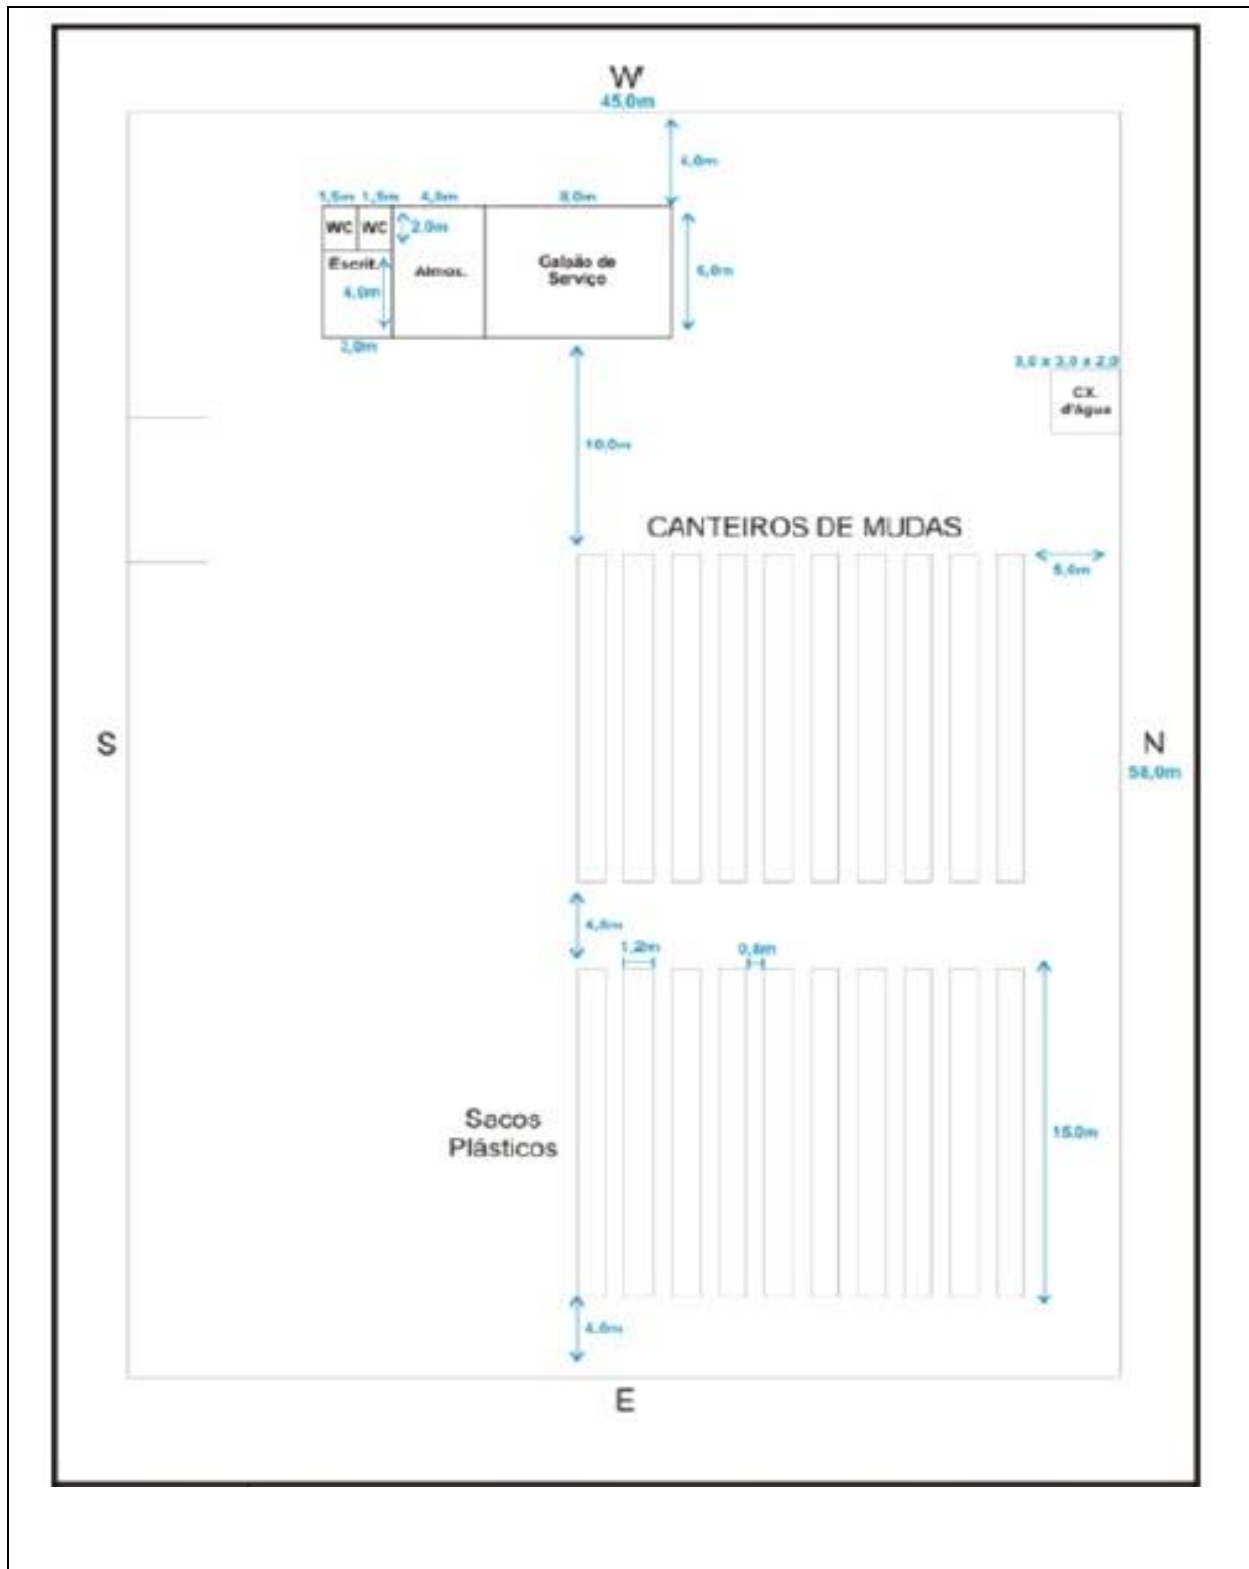 W
45,0m
4,0m
1,5m 1,5m 4,0m 8,0m
WC WC 2,0m
Escrit. Almox. Galpão de
Serviço
6,0m
4,0m
3,0m
3,0 x 3,0 x 2,0
CX.
d'Água
10,0m
CANTEIROS DE MUDAS
5,0m
S
N
58,0m
4,0m
1,2m 0,8m
Sacos
Plásticos
15,0m
4,0m
E